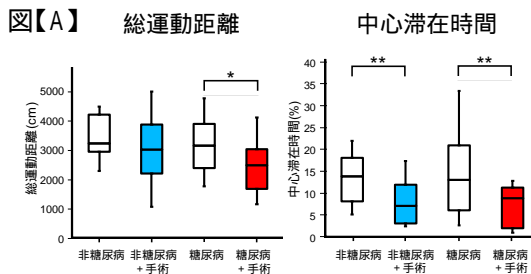 図【A】
総運動距離
中心滞在時間
総運動距離(cm)
5000
4000
3000
2000
1000
0
*
非糖尿病
非糖尿病
+ 手術
糖尿病
糖尿病
+ 手術
中心滞在時間(%)
40
35
30
25
20
15
10
5
0
**
**
非糖尿病
非糖尿病
+ 手術
糖尿病
糖尿病
+ 手術